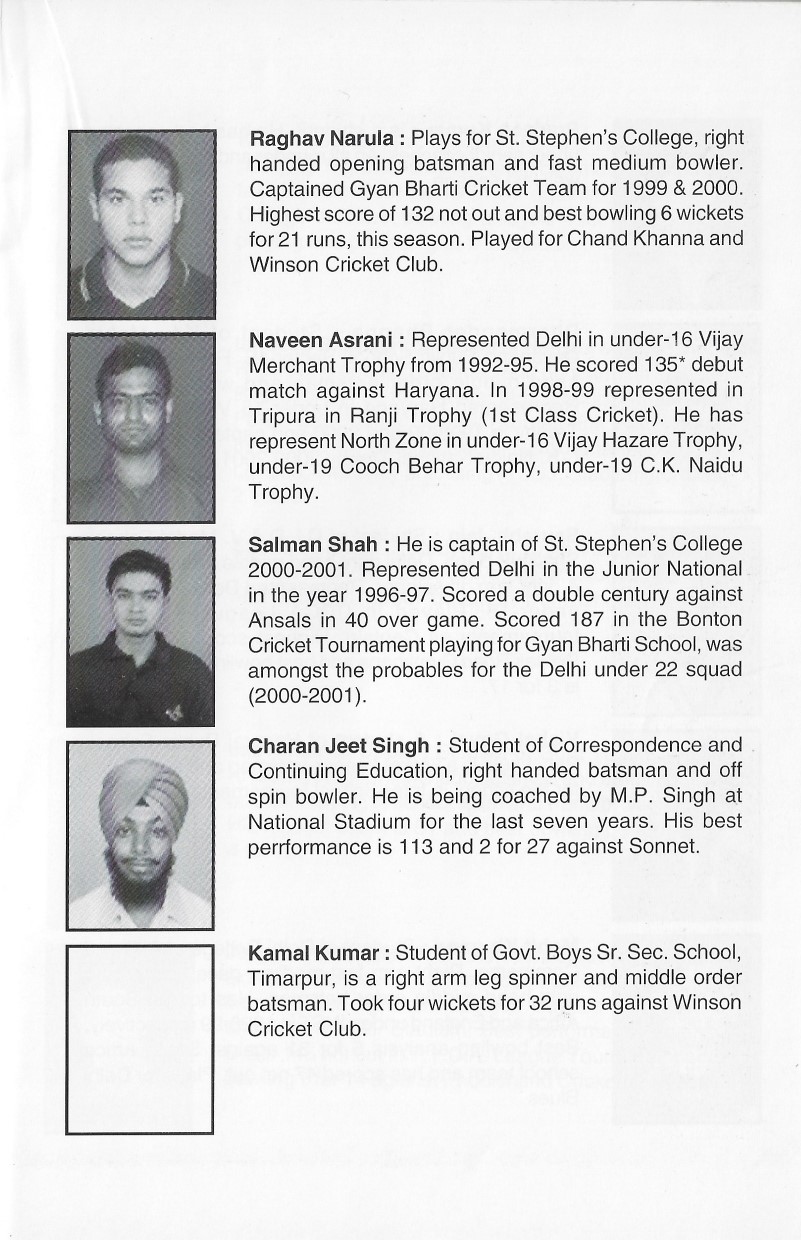 Raghav Narula : Plays for St. Stephen's College, right
handed opening batsman and fast medium bowler.
Captained Gyan Bharti Cricket Team for 1999 & 2000.
Highest score of 132 not out and best bowling 6 wickets
for 21 runs, this season. Played for Chand Khanna and
Winson Cricket Club.
Naveen Asrani : Represented Delhi in under-16 Vijay
Merchant Trophy from 1992-95. He scored 135* debut
match against Haryana. In 1998-99 represented in
Tripura in Ranji Trophy (1st Class Cricket). He has
represent North Zone in under-16 Vijay Hazare Trophy,
under-19 Cooch Behar Trophy, under-19 C.K. Naidu
Trophy.
Salman Shah : He is captain of St. Stephen's College
2000-2001. Represented Delhi in the Junior National
in the year 1996-97. Scored a double century against
Ansals in 40 over game. Scored 187 in the Bonton
Cricket Tournament playing for Gyan Bharti School, was
amongst the probables for the Delhi under 22 squad
(2000-2001).
Charan Jeet Singh : Student of Correspondence and
Continuing Education, right handed batsman and off
spin bowler. He is being coached by M.P. Singh at
National Stadium for the last seven years. His best
perrformance is 113 and 2 for 27 against Sonnet.
Kamal Kumar : Student of Govt. Boys Sr. Sec. School,
Timarpur, is a right arm leg spinner and middle order
batsman. Took four wickets for 32 runs against Winson
Cricket Club.